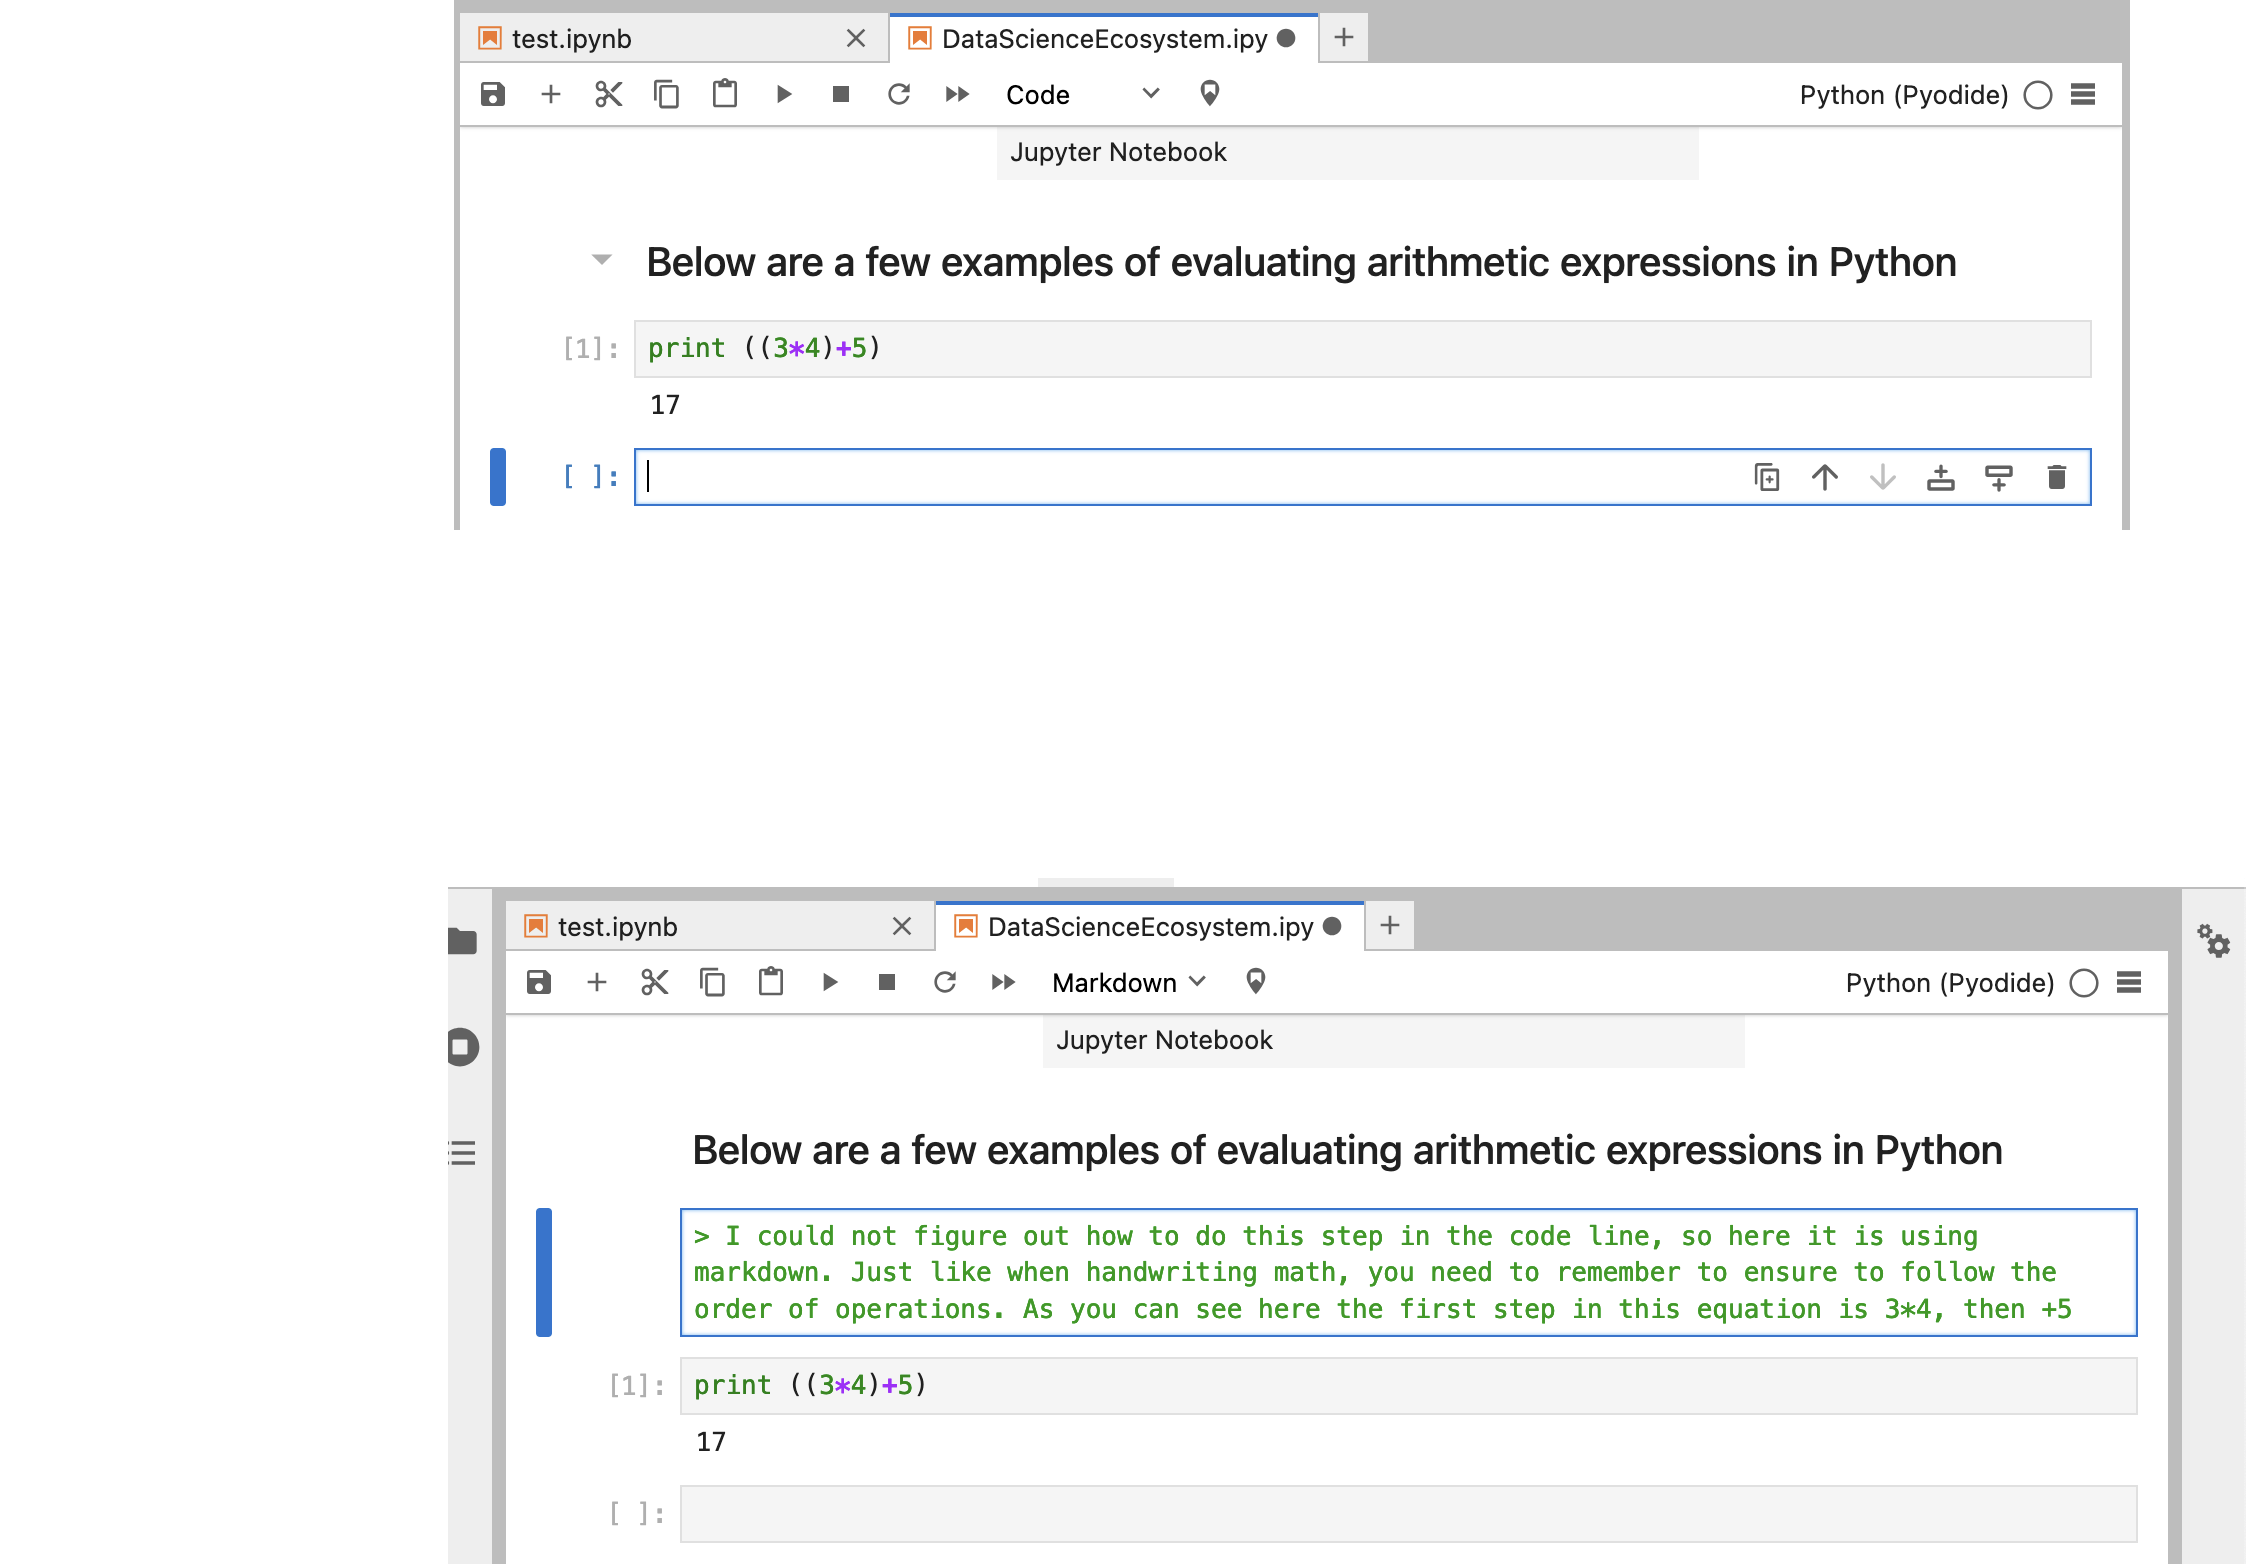 test.ipynb DataScienceEcosystem.ipy
Code Python (Pyodide)
Jupyter Notebook
Below are a few examples of evaluating arithmetic expressions in Python
[1]: print ((3*4)+5)
17
[ ]:
test.ipynb DataScienceEcosystem.ipy
Markdown Python (Pyodide)
Jupyter Notebook
Below are a few examples of evaluating arithmetic expressions in Python
> I could not figure out how to do this step in the code line, so here it is using
markdown. Just like when handwriting math, you need to remember to ensure to follow the
order of operations. As you can see here the first step in this equation is 3*4, then +5
[1]: print ((3*4)+5)
17
[ ]: